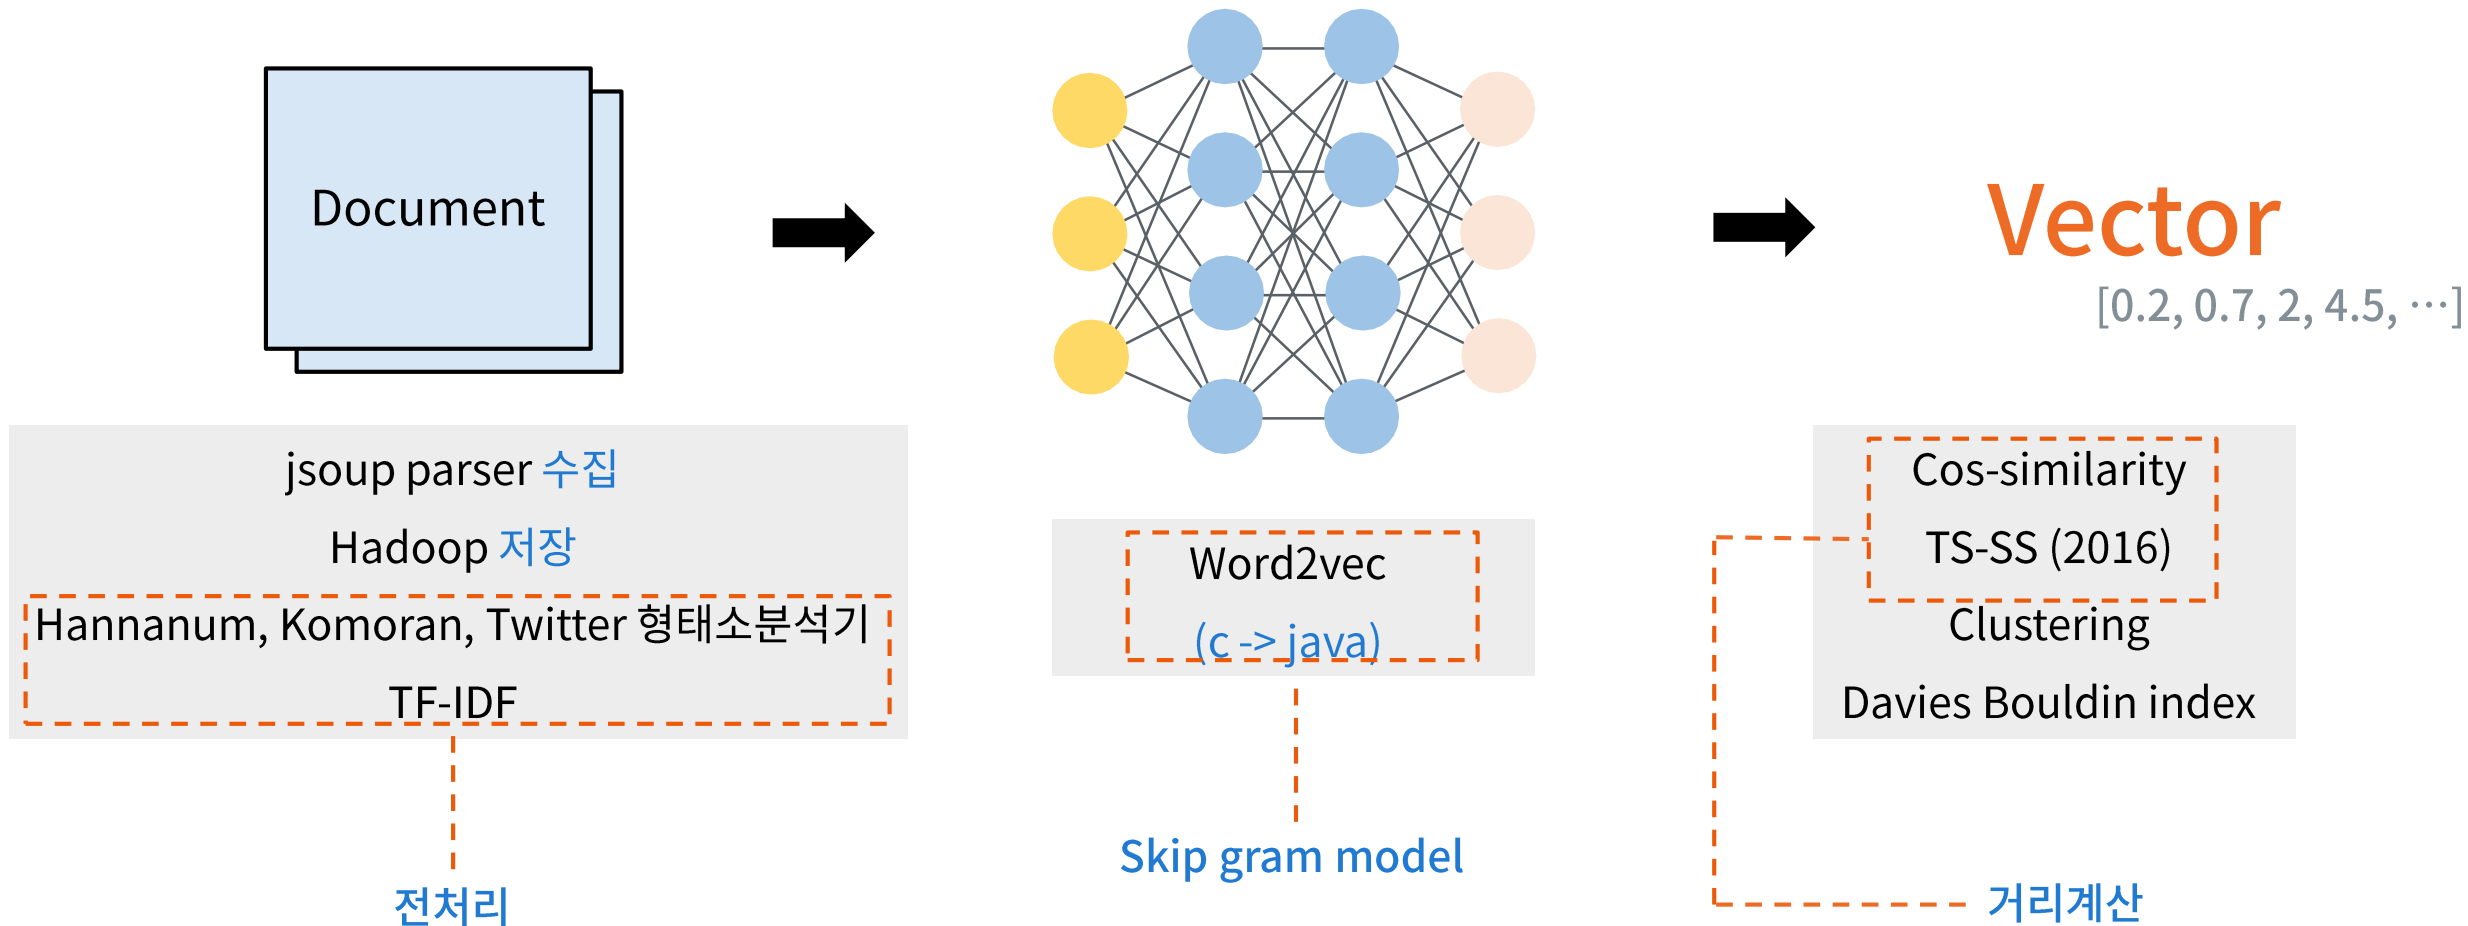 Document
jsoup parser 수집
Hadoop 저장
Hannanum, Komoran, Twitter 형태소분석기
TF-IDF
전처리
Word2vec
(c -> java)
Skip gram model
Vector
[0.2, 0.7, 2, 4.5, ⋯]
Cos-similarity
TS-SS (2016)
Clustering
Davies Bouldin index
거리계산